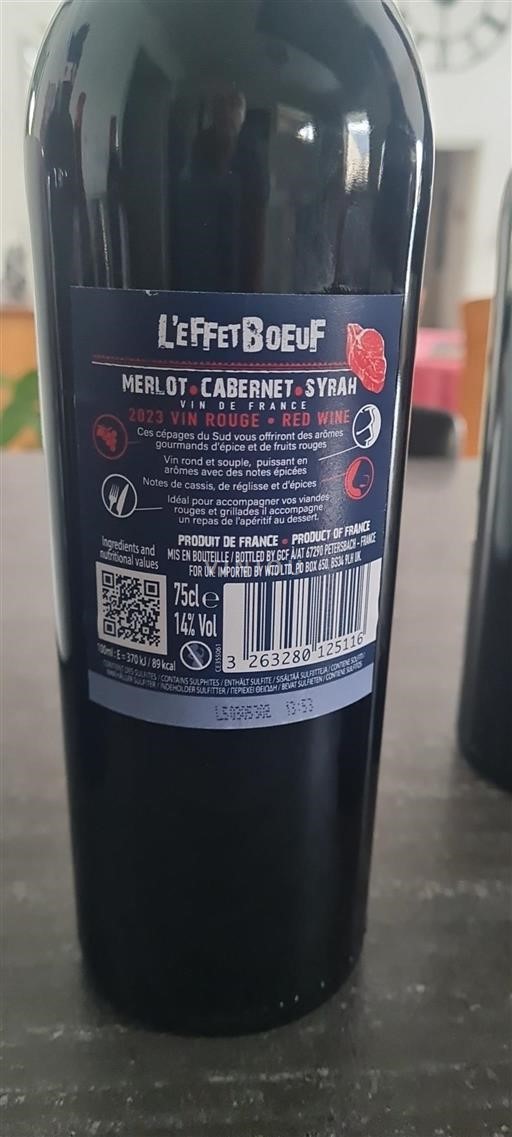 L'EFFETBOEUF
MERLOT • CABERNET • SYRAH
VIN DE FRANCE
2023 VIN ROUGE • RED WINE
Ces cépages du Sud vous offriront des arômes
gourmands d'épice et de fruits rouges
Vin rond et souple, puissant en
arômes avec des notes épicées
Notes de cassis, de réglisse et d'épices
Idéal pour accompagner vos viandes
rouges et grillades il accompagne
un repas de l'apéritif au dessert.
PRODUIT DE FRANCE • PRODUCT OF FRANCE
MIS EN BOUTEILLE / BOTTLED BY GCF A/AT 67290 PETERSBACH - FRANCE
FOR UK: IMPORTED BY WTD LTD, PO BOX 650, BS34 9LH UK.
Ingredients and
nutritional values
75cl e
14% Vol
CE355061
3 263280 125116
100ml : E = 370 kJ / 89 kcal
CONTIENT DES SULFITES / CONTAINS SULPHITES / ENTHÄLT SULFITE / SISÄLTÄÄ SULFIITTEJA / CONTIENE SOLFITI /
INNEHÅLLER SULFITER / INDEHOLDER SULFITTER / ΠΕΡΙΕΧΕΙ ΘΕΙΩΔΗ / BEVAT SULFIETEN / CONTIENE SULFITOS
13:53